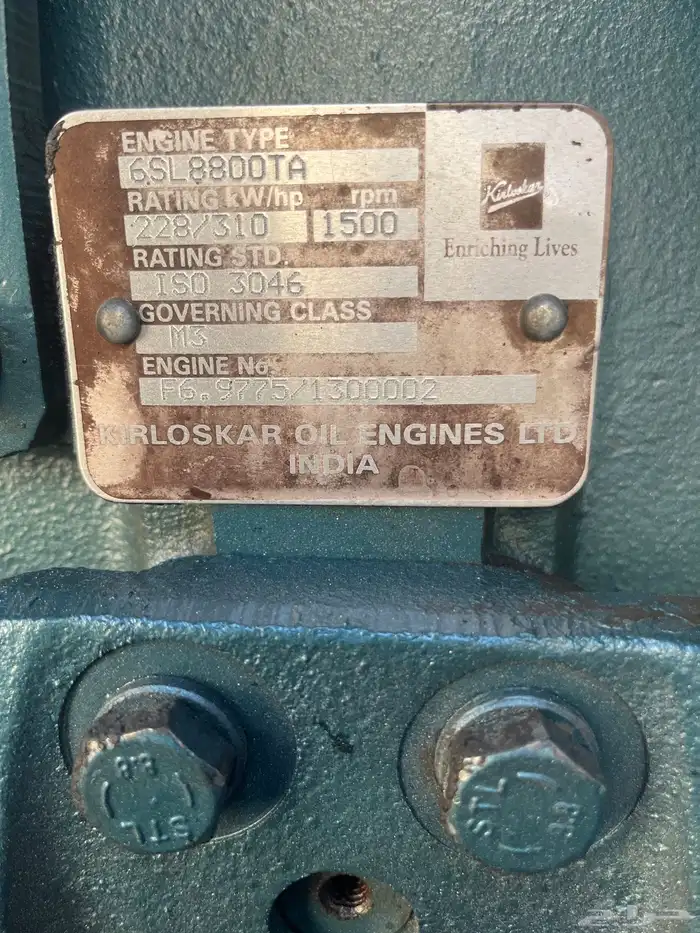 ENGINE TYPE
6SL8800TA
RATING kW/hp rpm
228/310 1500
RATING STD.
ISO 3046
GOVERNING CLASS
M3
ENGINE No.
F6.9775/1300002
KIRLOSKAR OIL ENGINES LTD
INDIA
Kirloskar
Enriching Lives
8.8
STL
STL
8.8
حراج